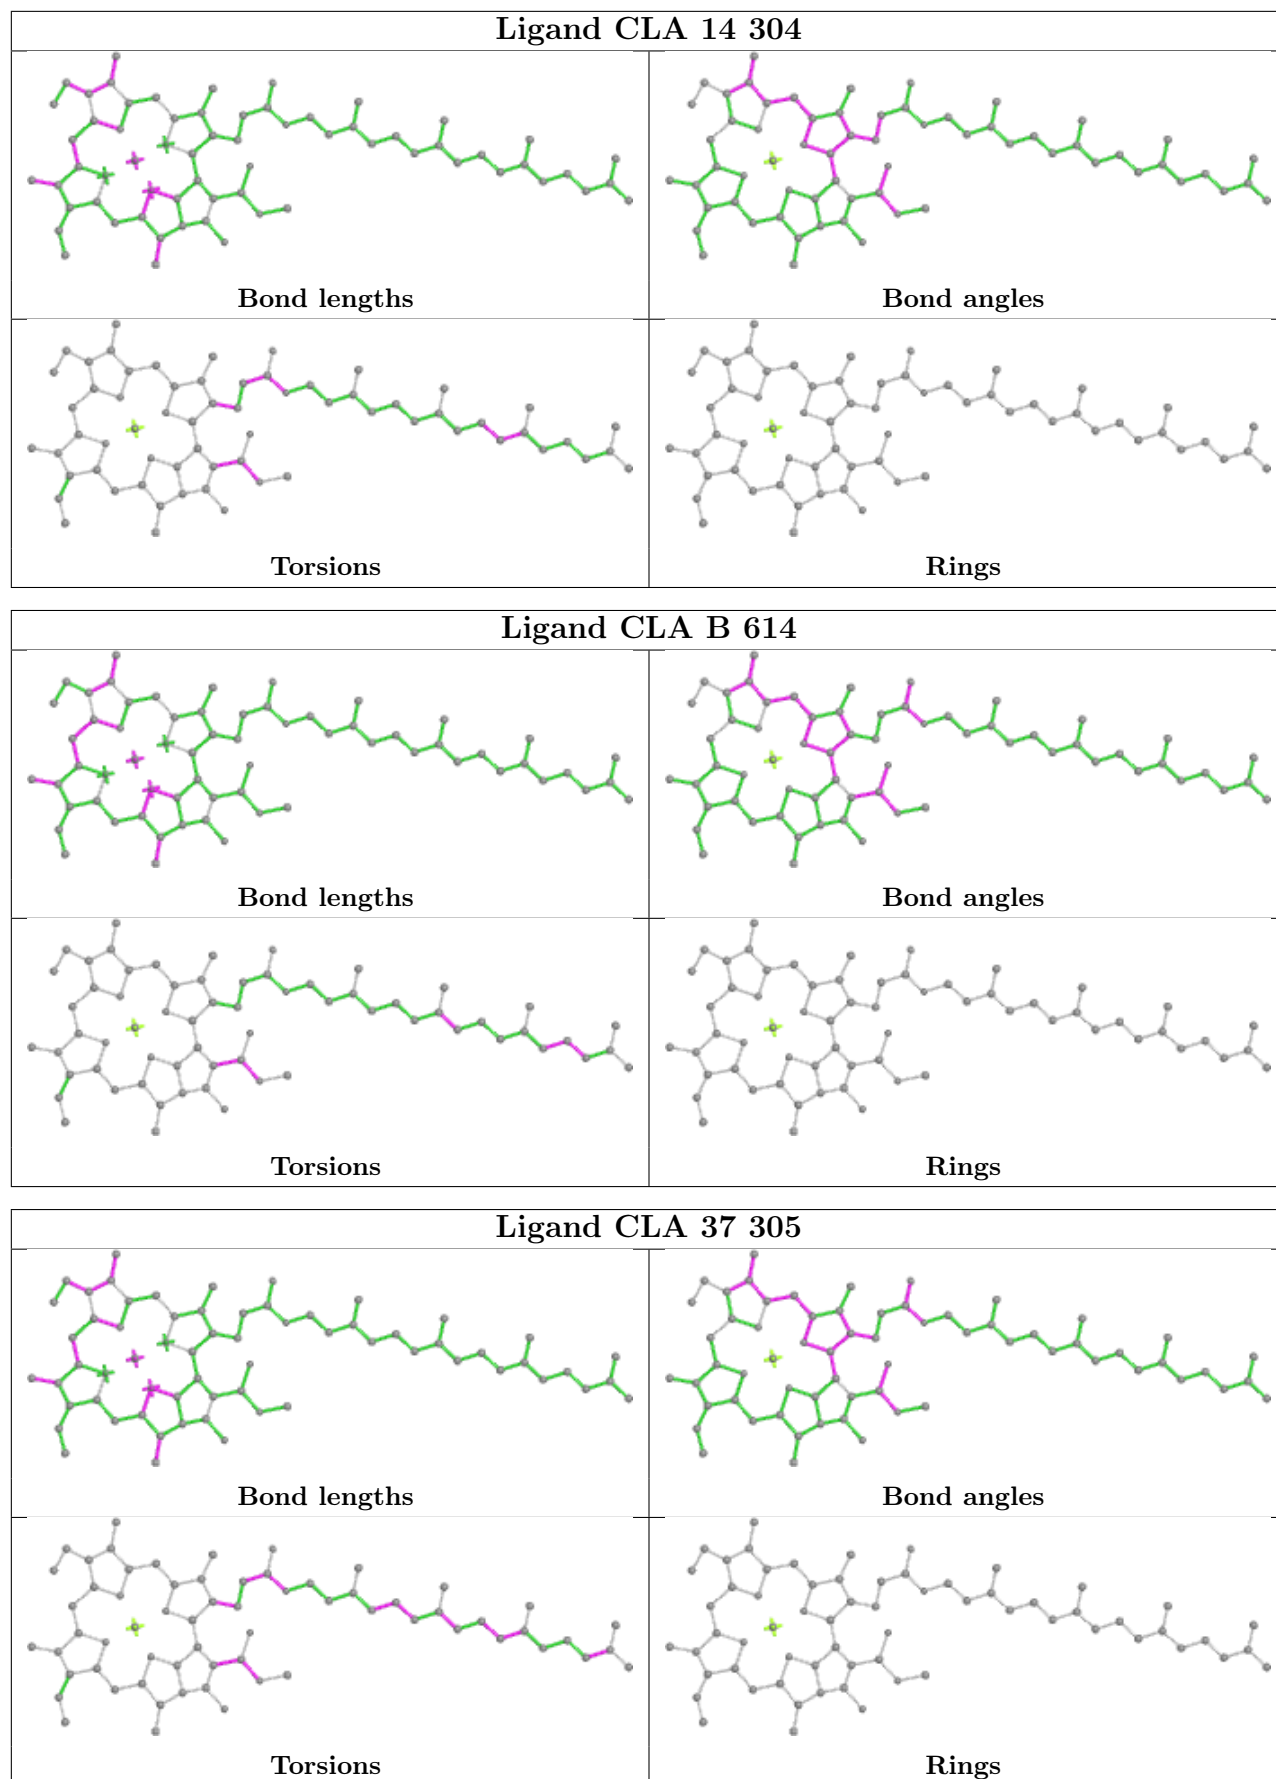 Ligand CLA 14 304
Bond lengths
Bond angles
Torsions
Rings
Ligand CLA B 614
Bond lengths
Bond angles
Torsions
Rings
Ligand CLA 37 305
Bond lengths
Bond angles
Torsions
Rings